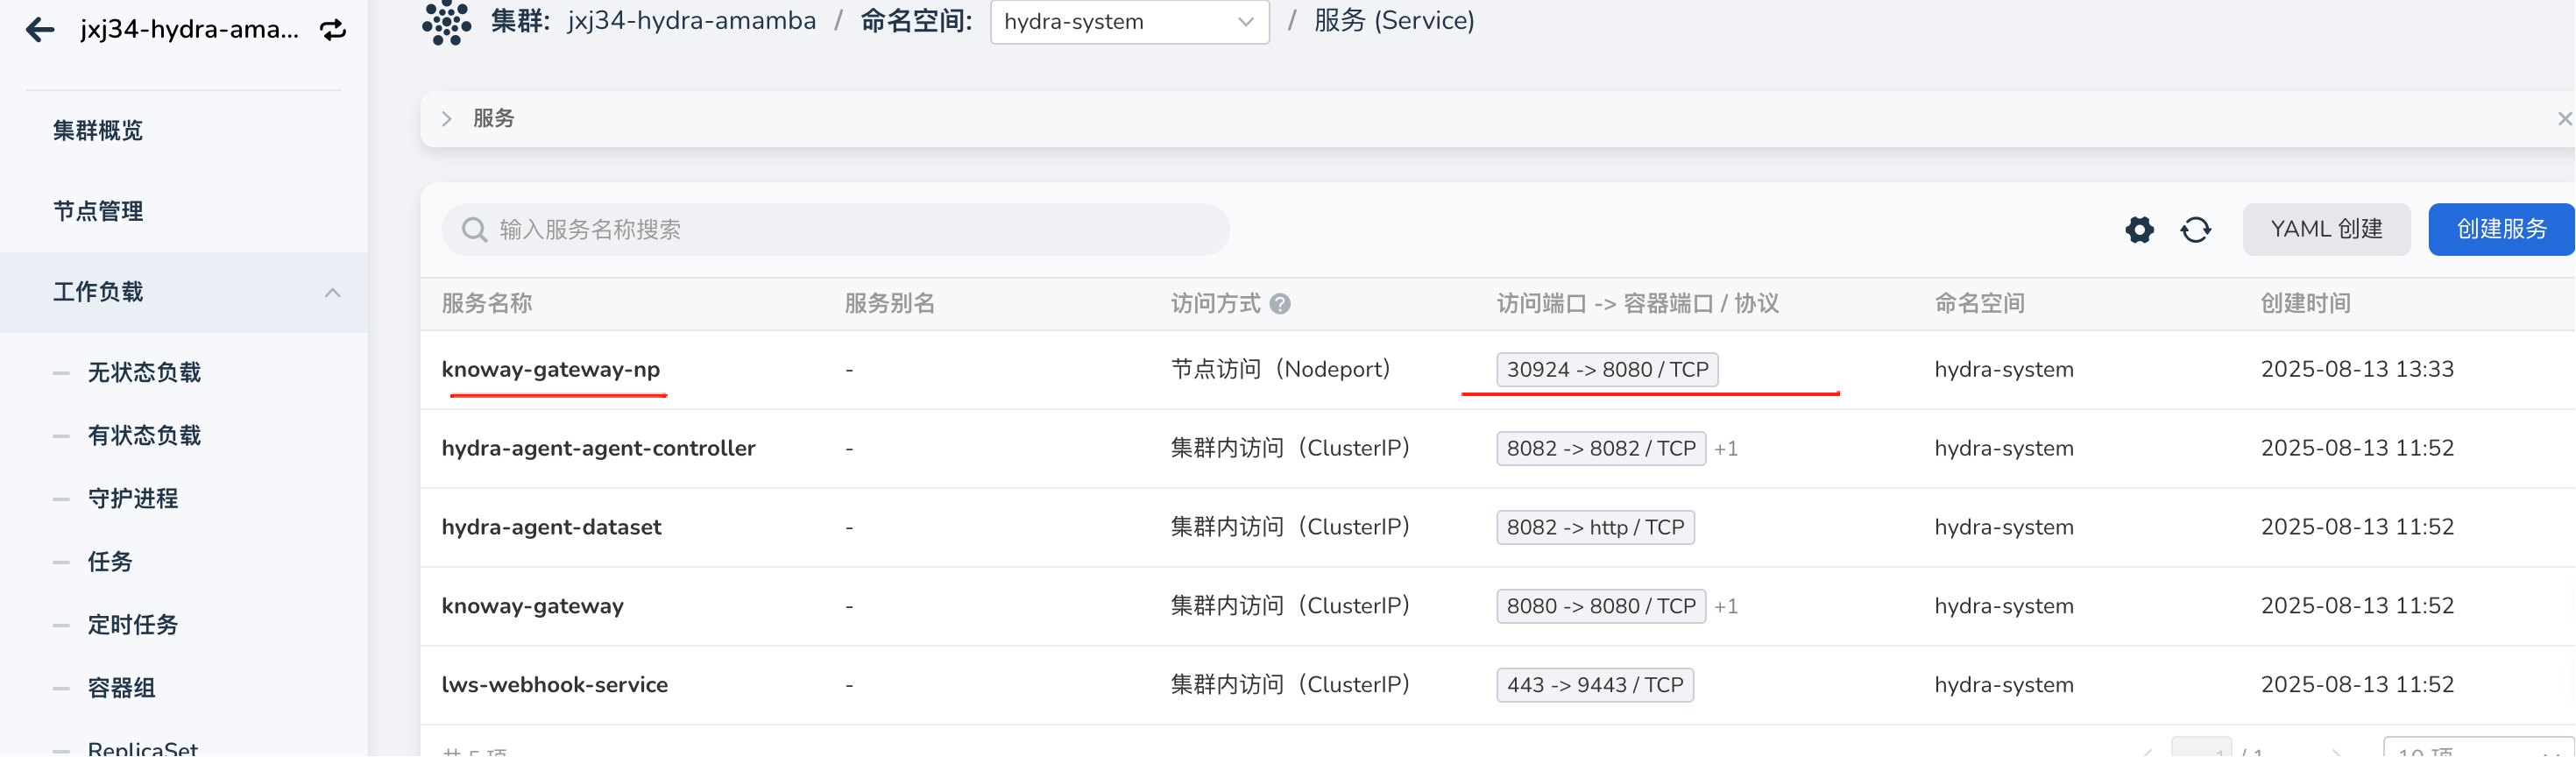 jxj34-hydra-ama...
集群: jxj34-hydra-amamba / 命名空间: hydra-system / 服务 (Service)
集群概览
节点管理
工作负载
无状态负载
有状态负载
守护进程
任务
定时任务
容器组
ReplicaSet
服务
输入服务名称搜索
YAML 创建
创建服务
服务名称 服务别名 访问方式 ? 访问端口 -> 容器端口 / 协议 命名空间 创建时间
knoway-gateway-np - 节点访问（Nodeport） 30924 -> 8080 / TCP hydra-system 2025-08-13 13:33
hydra-agent-agent-controller - 集群内访问（ClusterIP） 8082 -> 8082 / TCP +1 hydra-system 2025-08-13 11:52
hydra-agent-dataset - 集群内访问（ClusterIP） 8082 -> http / TCP hydra-system 2025-08-13 11:52
knoway-gateway - 集群内访问（ClusterIP） 8080 -> 8080 / TCP +1 hydra-system 2025-08-13 11:52
lws-webhook-service - 集群内访问（ClusterIP） 443 -> 9443 / TCP hydra-system 2025-08-13 11:52
共 5 项 1 / 1 10 项